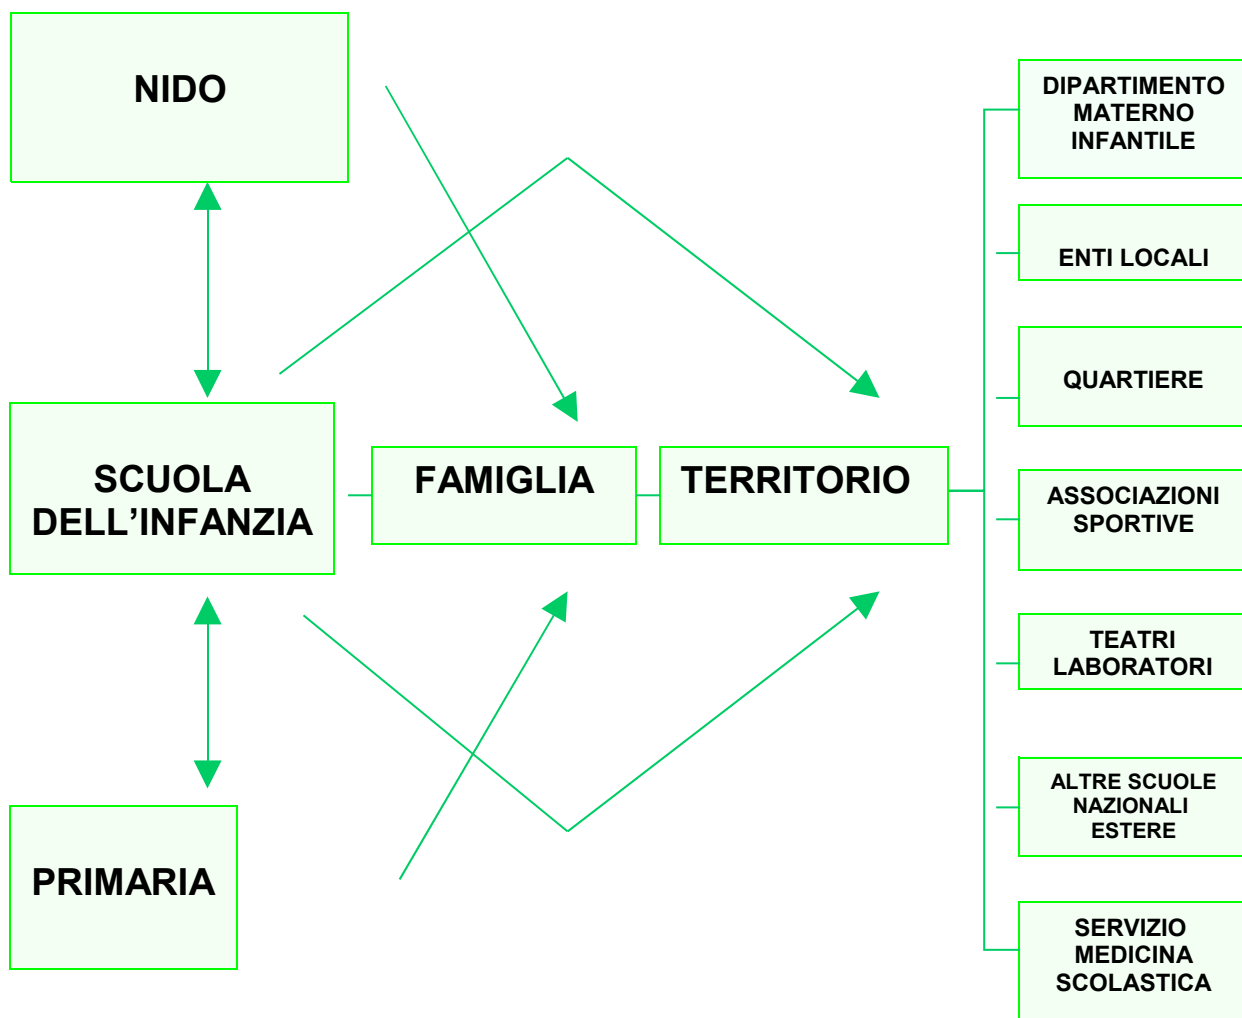 NIDO
SCUOLA
DELL’INFANZIA
PRIMARIA
FAMIGLIA
TERRITORIO
DIPARTIMENTO
MATERNO
INFANTILE
ENTI LOCALI
QUARTIERE
ASSOCIAZIONI
SPORTIVE
TEATRI
LABORATORI
ALTRE SCUOLE
NAZIONALI
ESTERE
SERVIZIO
MEDICINA
SCOLASTICA